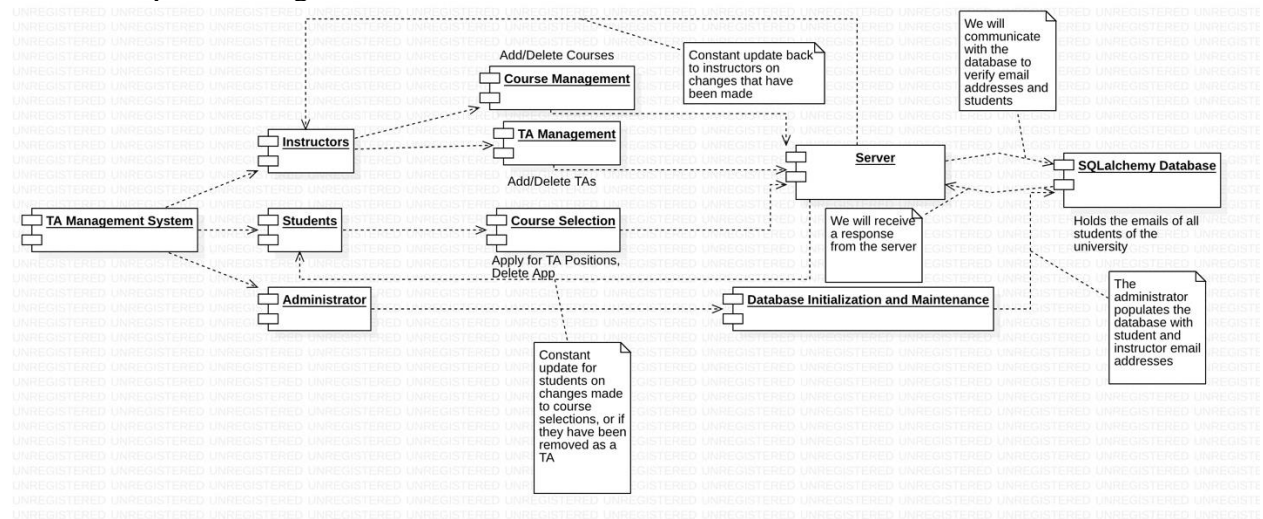 We will
communicate
with the
database to
verify email
addresses and
students
Constant update back
to instructors on
changes that have
been made
Add/Delete Courses
Course Management
Instructors
TA Management
Add/Delete TAs
Server
SQLalchemy Database
Holds the emails of all
students of the
university
TA Management System
Students
Course Selection
Apply for TA Positions,
Delete App
We will receive
a response
from the server
Administrator
Database Initialization and Maintenance
The
administrator
populates the
database with
student and
instructor email
addresses
Constant
update for
students on
changes made
to course
selections, or if
they have been
removed as a
TA
UNREGISTERED